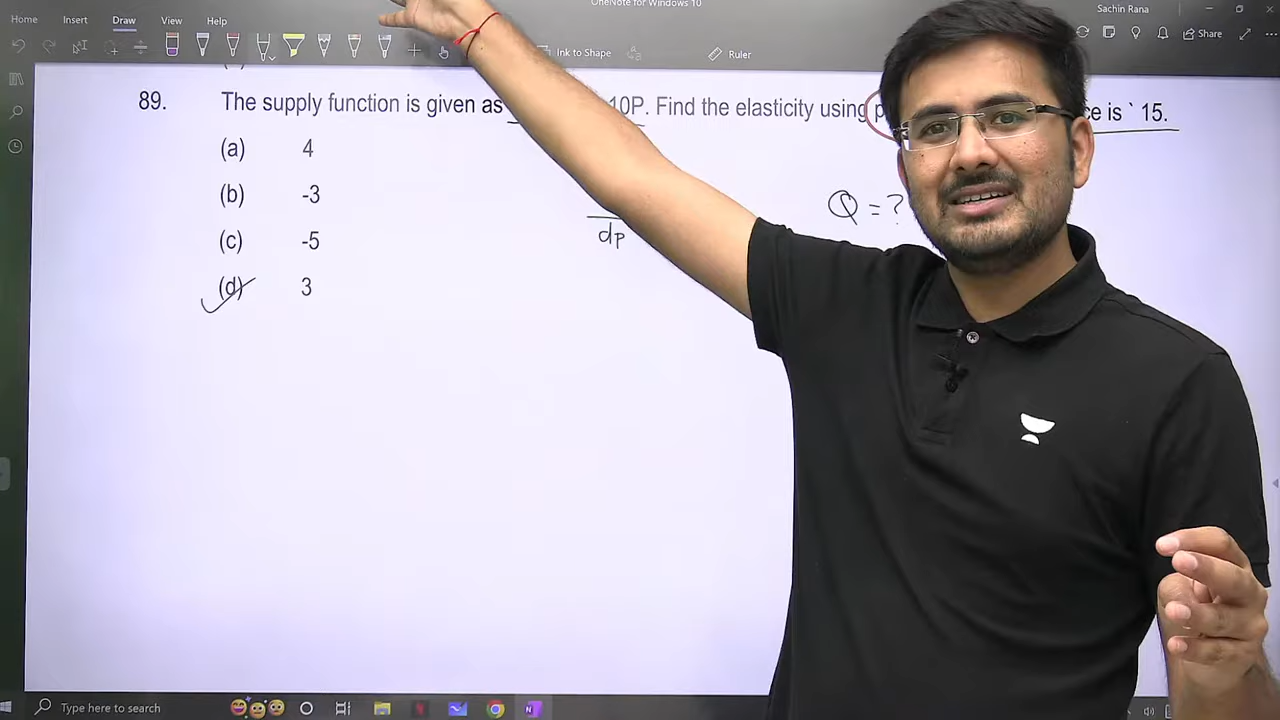 OneNote for Windows 10
Sachin Rana
Home Insert Draw View Help
Share
Ink to Shape
Ruler
89. The supply function is given as 10P. Find the elasticity using ce is ` 15.
(a) 4
(b) -3
Q = ?
dp
(c) -5
(d) 3
Type here to search